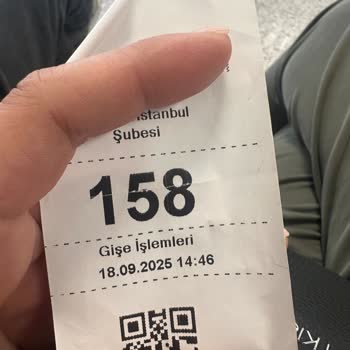 İstanbul
Şubesi
158
Gişe İşlemleri
18.09.2025 14:46